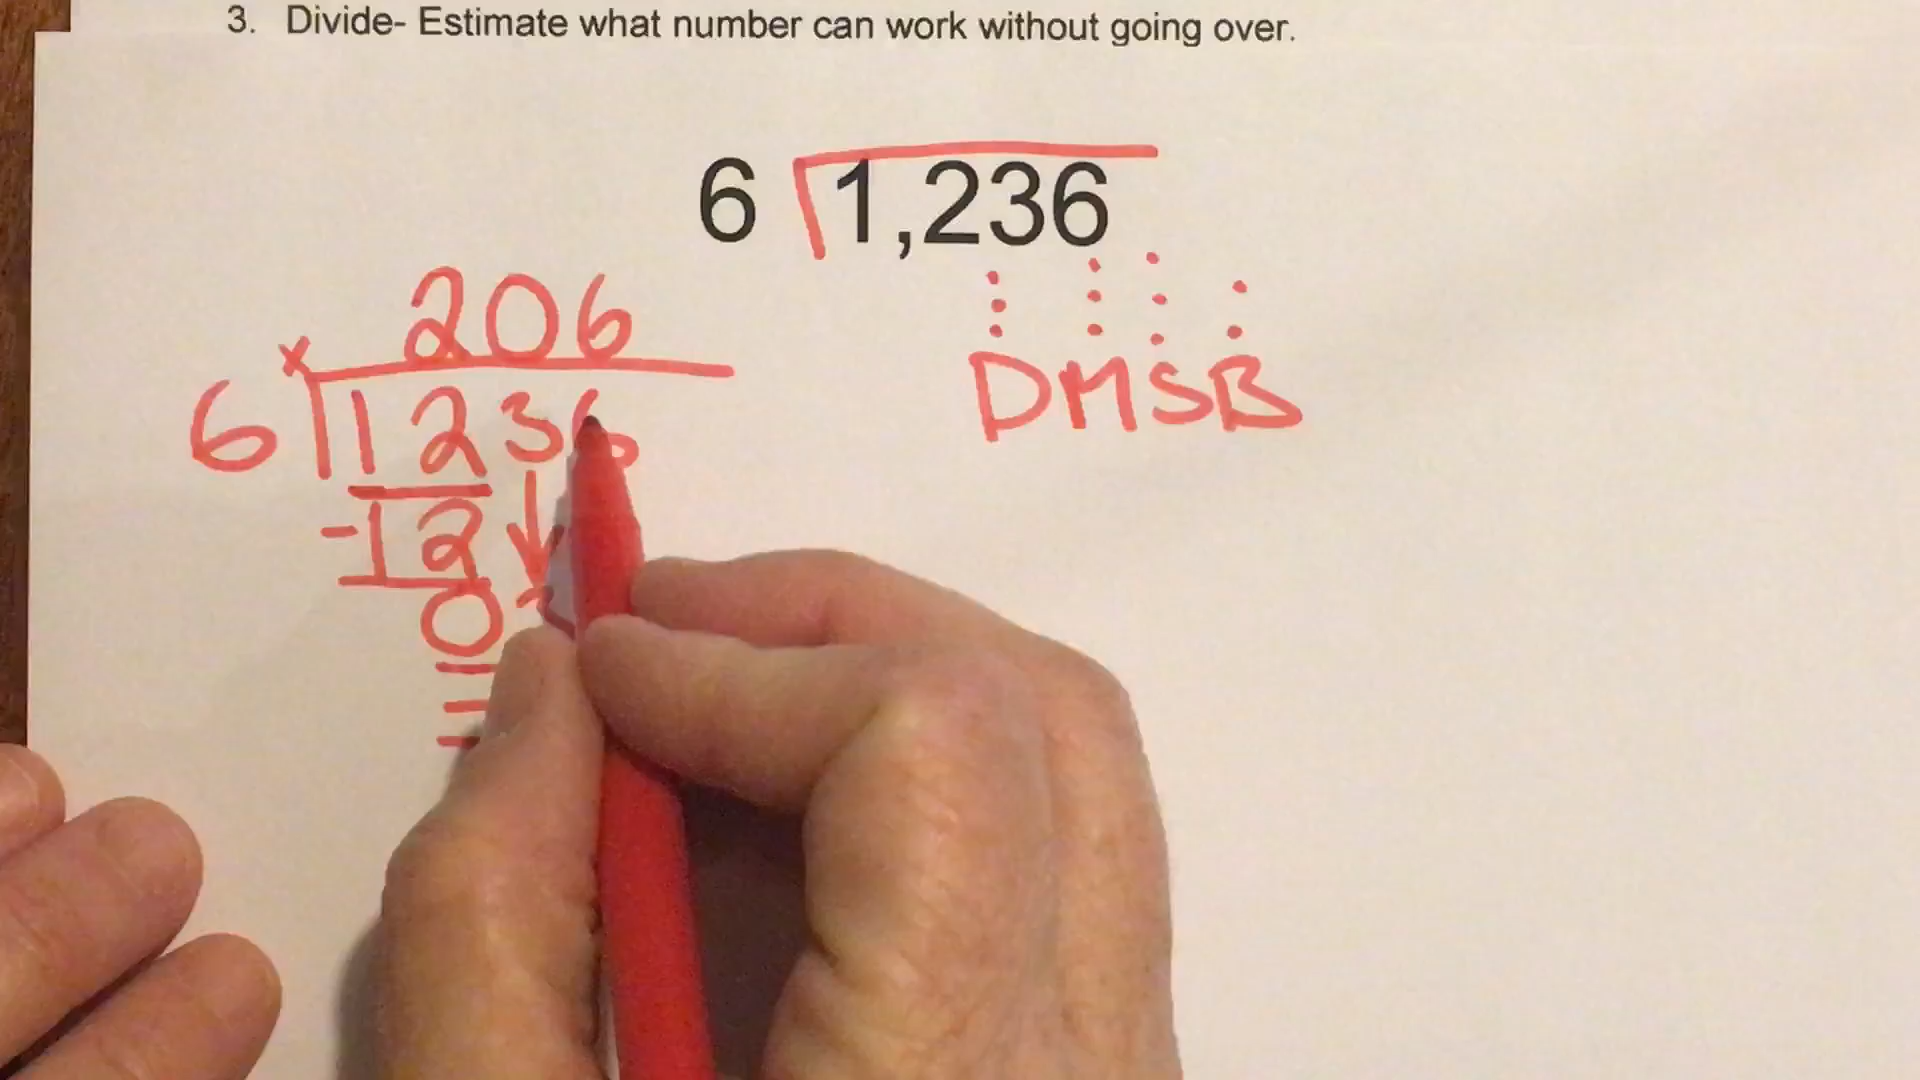 3. Divide- Estimate what number can work without going over.
6 1,236
206
x
6 1236
DMSB
-12
0